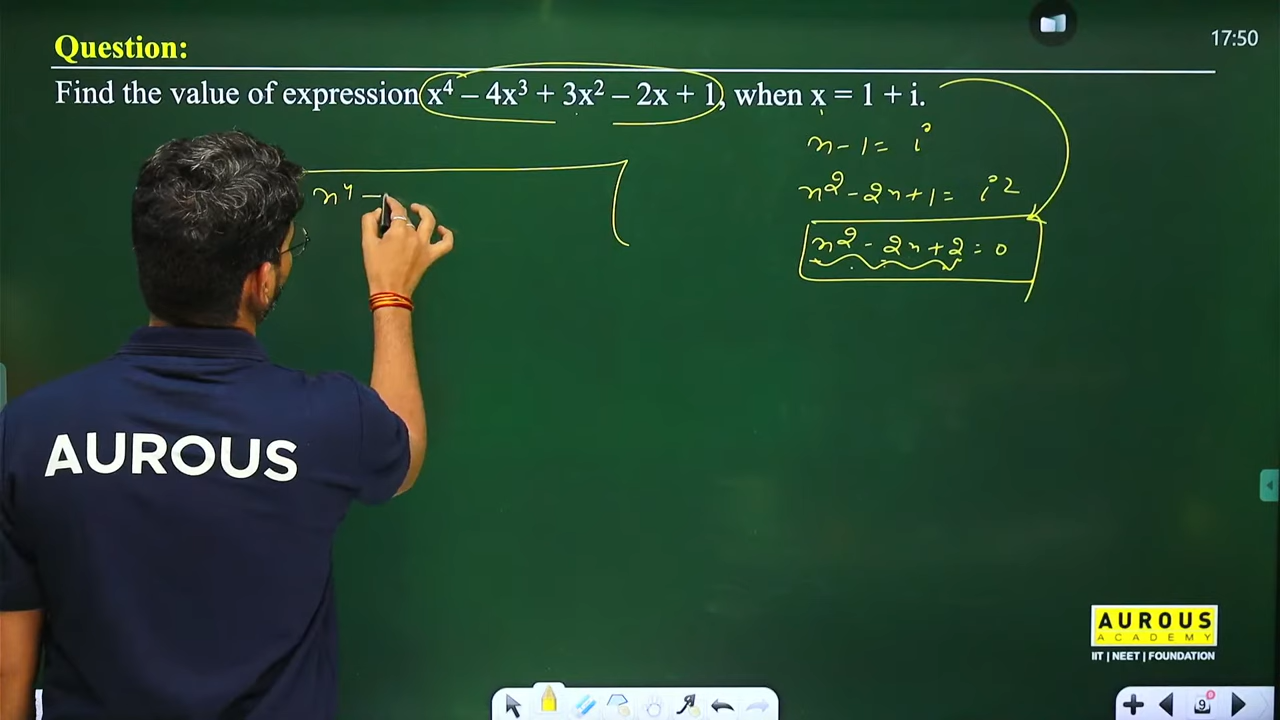 17:50
Question:
Find the value of expression x⁴ – 4x³ + 3x² – 2x + 1, when x = 1 + i.
x - 1 = i
x² - 2x + 1 = i²
x² - 2x + 2 = 0
x⁴ -
AUROUS
AUROUS
ACADEMY
IIT | NEET | FOUNDATION
9